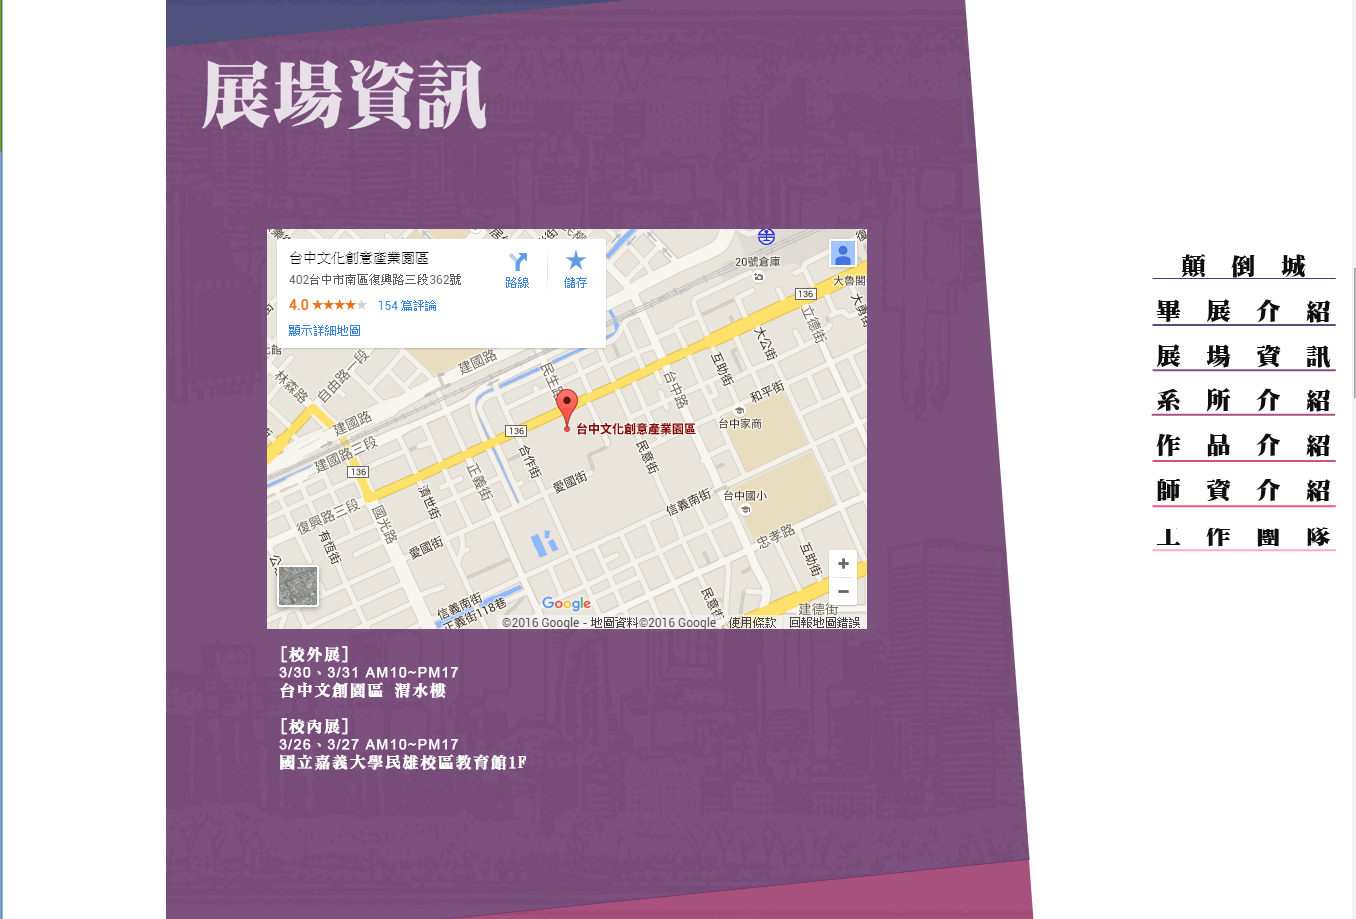 展場資訊
台中文化創意產業園區
402台中市南區復興路三段362號
4.0
154 篇評論
顯示詳細地圖
路線
儲存
20號倉庫
大魯閣
136
立德街
大勇街
大公街
互助街
和平街
台中路
建國路
民生路
林森路
自由路一段
台中家商
台中文化創意產業園區
136
建國路
建國路三段
136
合作街
民意街
正義街
愛國街
台中國小
信義南街
濟世街
復興路三段
國光路
忠孝路
有恆街
愛國街
互助街
信義南街
正義街118巷
民意街
建德街
Google
©2016 Google - 地圖資料©2016 Google
使用條款
回報地圖錯誤
[校外展]
3/30、3/31 AM10~PM17
台中文創園區 渭水樓
[校內展]
3/26、3/27 AM10~PM17
國立嘉義大學民雄校區教育館1F
顛倒城
畢展介紹
展場資訊
系所介紹
作品介紹
師資介紹
工作團隊